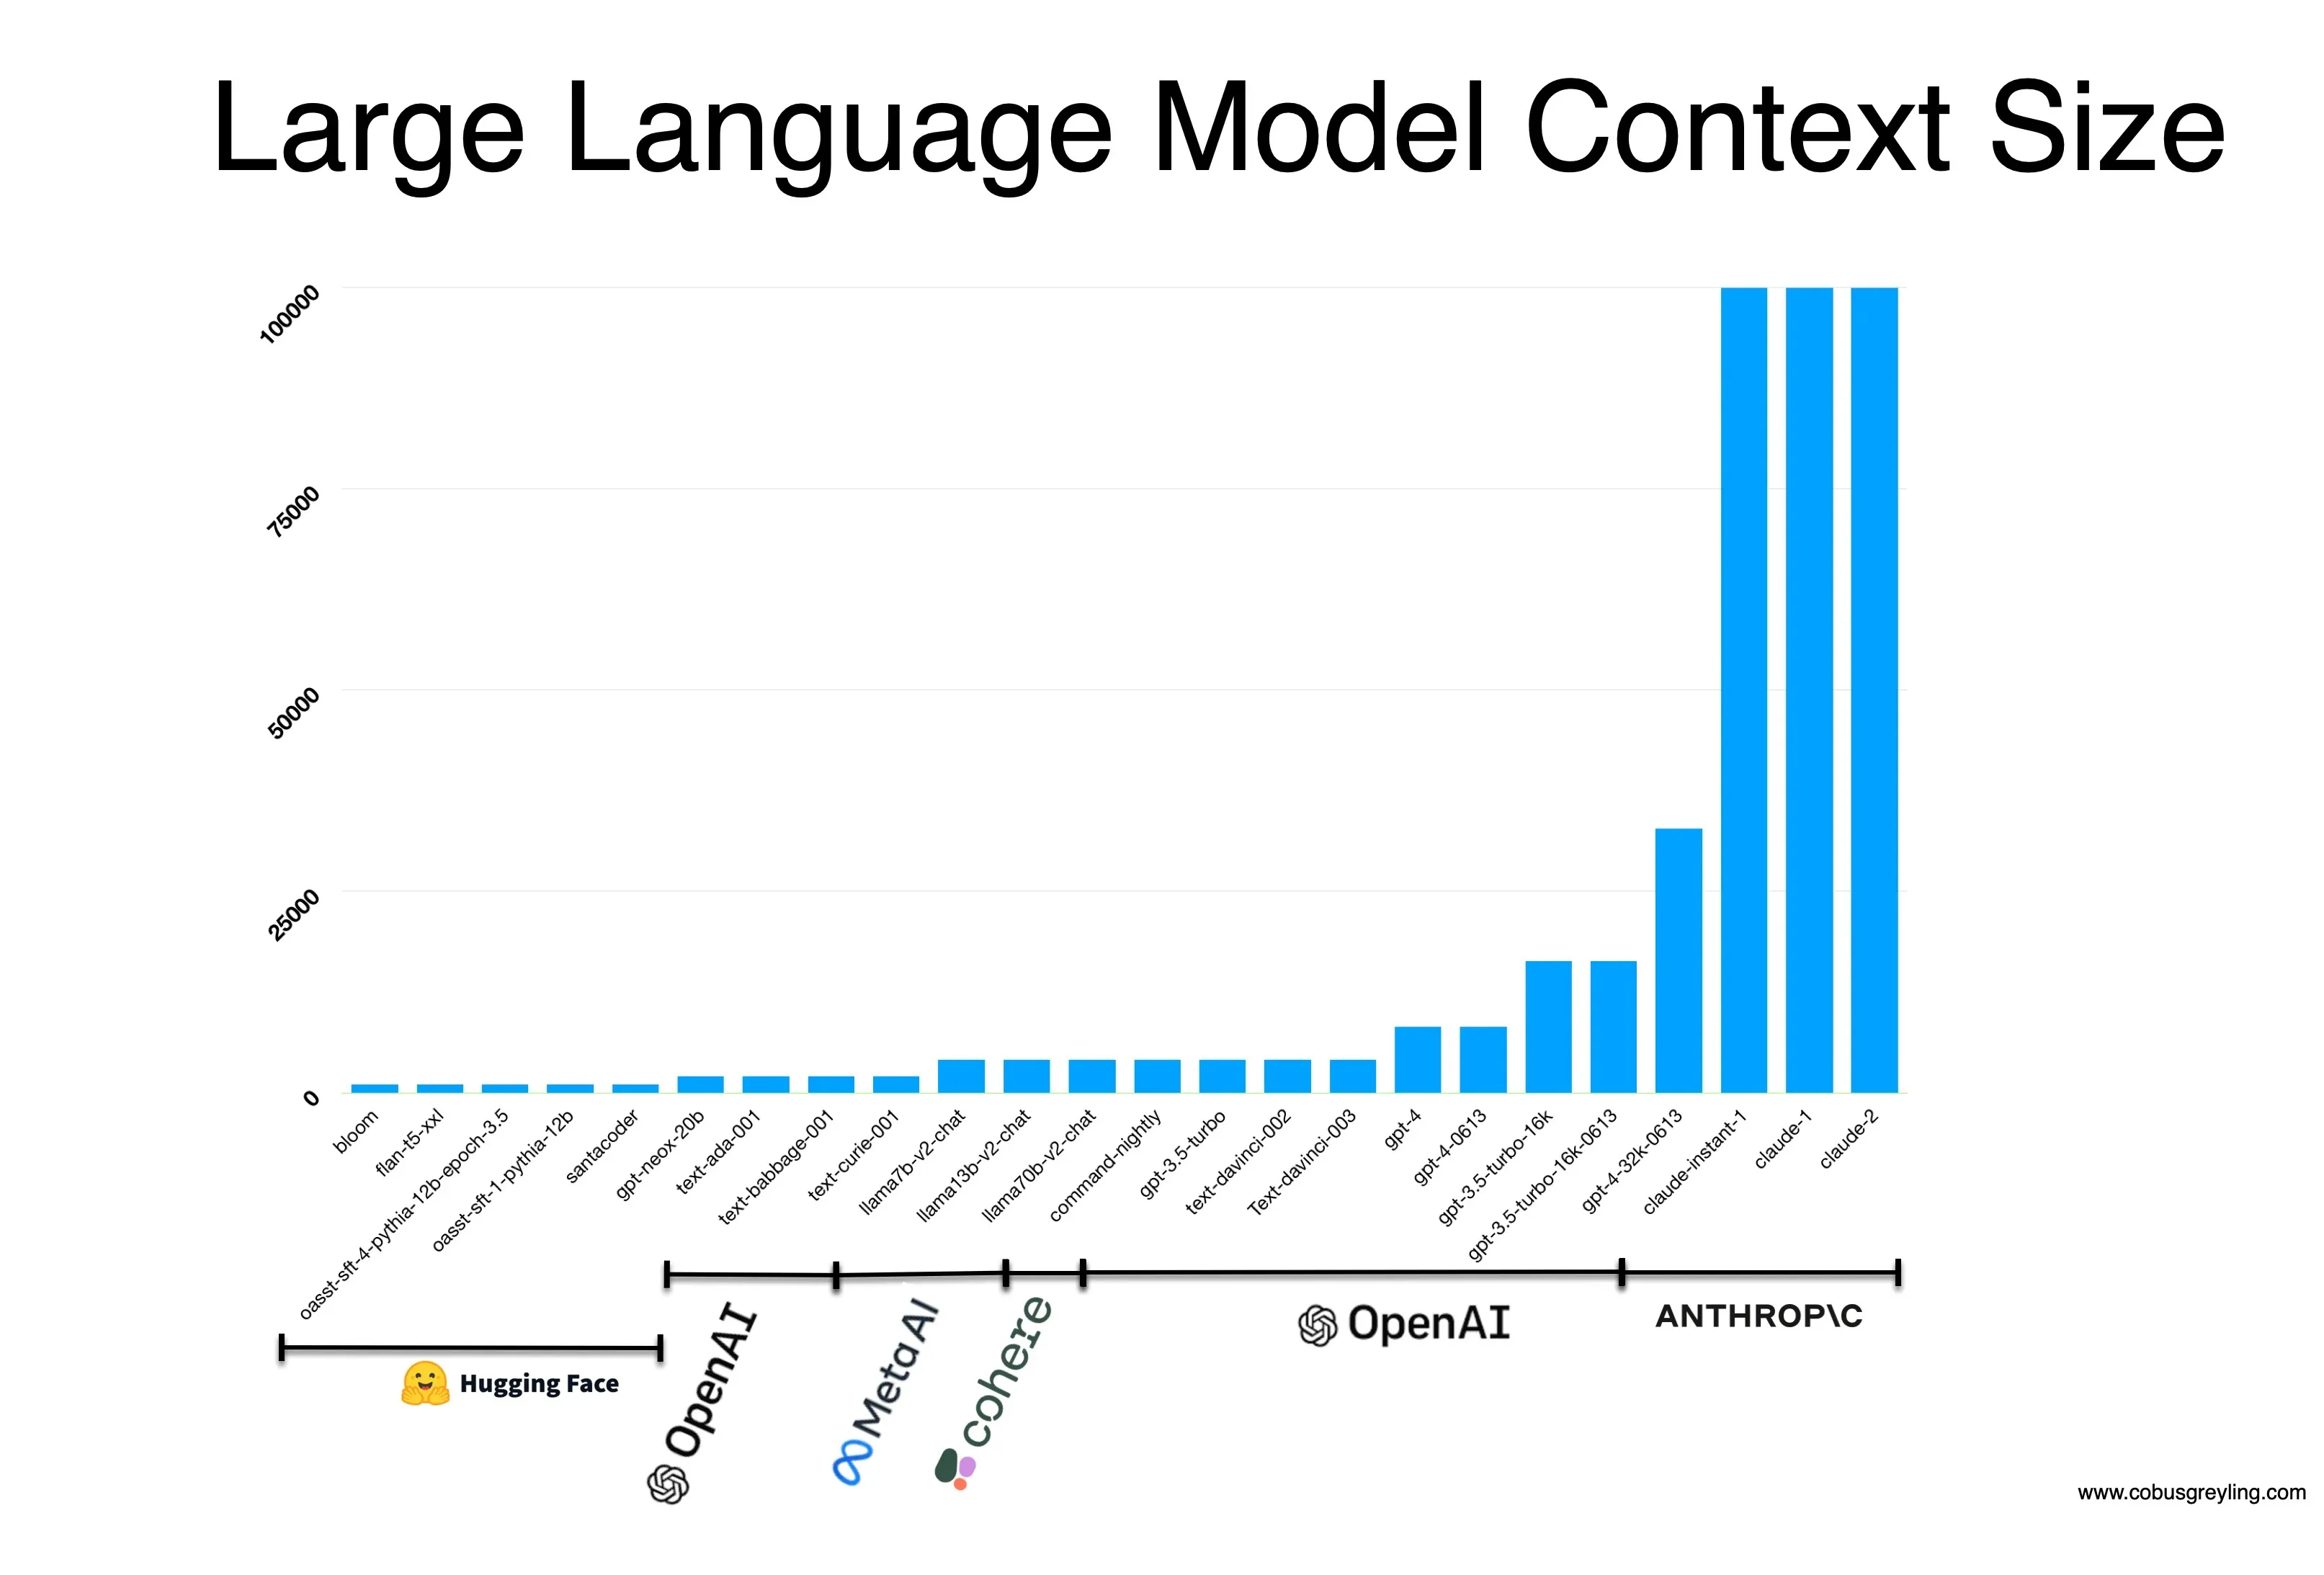 Large Language Model Context Size
100000
75000
50000
25000
0
bloom
flan-t5-xxl
oasst-sft-4-pythia-12b-epoch-3.5
oasst-sft-1-pythia-12b
santacoder
gpt-neox-20b
text-ada-001
text-babbage-001
text-curie-001
llama7b-v2-chat
llama13b-v2-chat
llama70b-v2-chat
command-nightly
gpt-3.5-turbo
text-davinci-002
Text-davinci-003
gpt-4
gpt-4-0613
gpt-3.5-turbo-16k
gpt-3.5-turbo-16k-0613
gpt-4-32k-0613
claude-instant-1
claude-1
claude-2
Hugging Face
OpenAI
Meta AI
cohere
OpenAI
ANTHROP\C
www.cobusgreyling.com